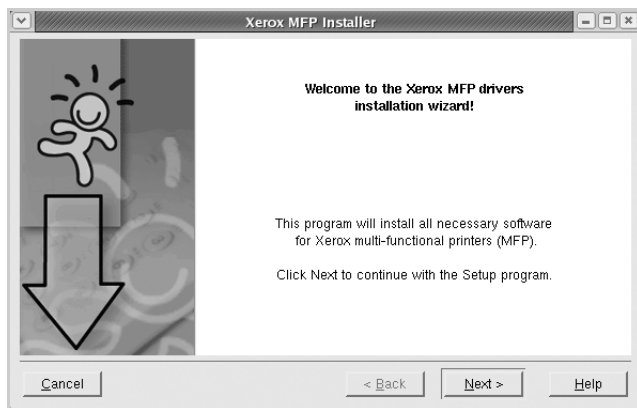 Xerox MFP Installer
Welcome to the Xerox MFP drivers
installation wizard!
This program will install all necessary software
for Xerox multi-functional printers (MFP).
Click Next to continue with the Setup program.
Cancel
< Back
Next >
Help